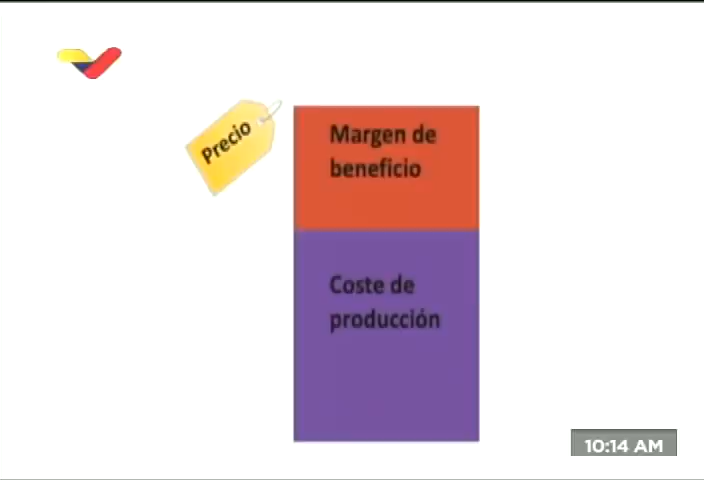 Precio
Margen de
beneficio
Coste de
producción
10:14 AM